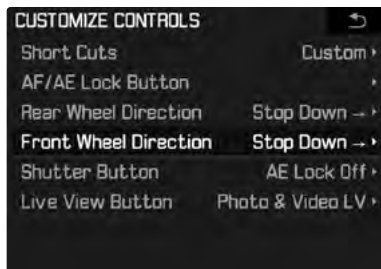 CUSTOMIZE CONTROLS
Short Cuts Custom
AF/AE Lock Button
Rear Wheel Direction Stop Down →
Front Wheel Direction Stop Down →
Shutter Button AE Lock Off
Live View Button Photo & Video LV